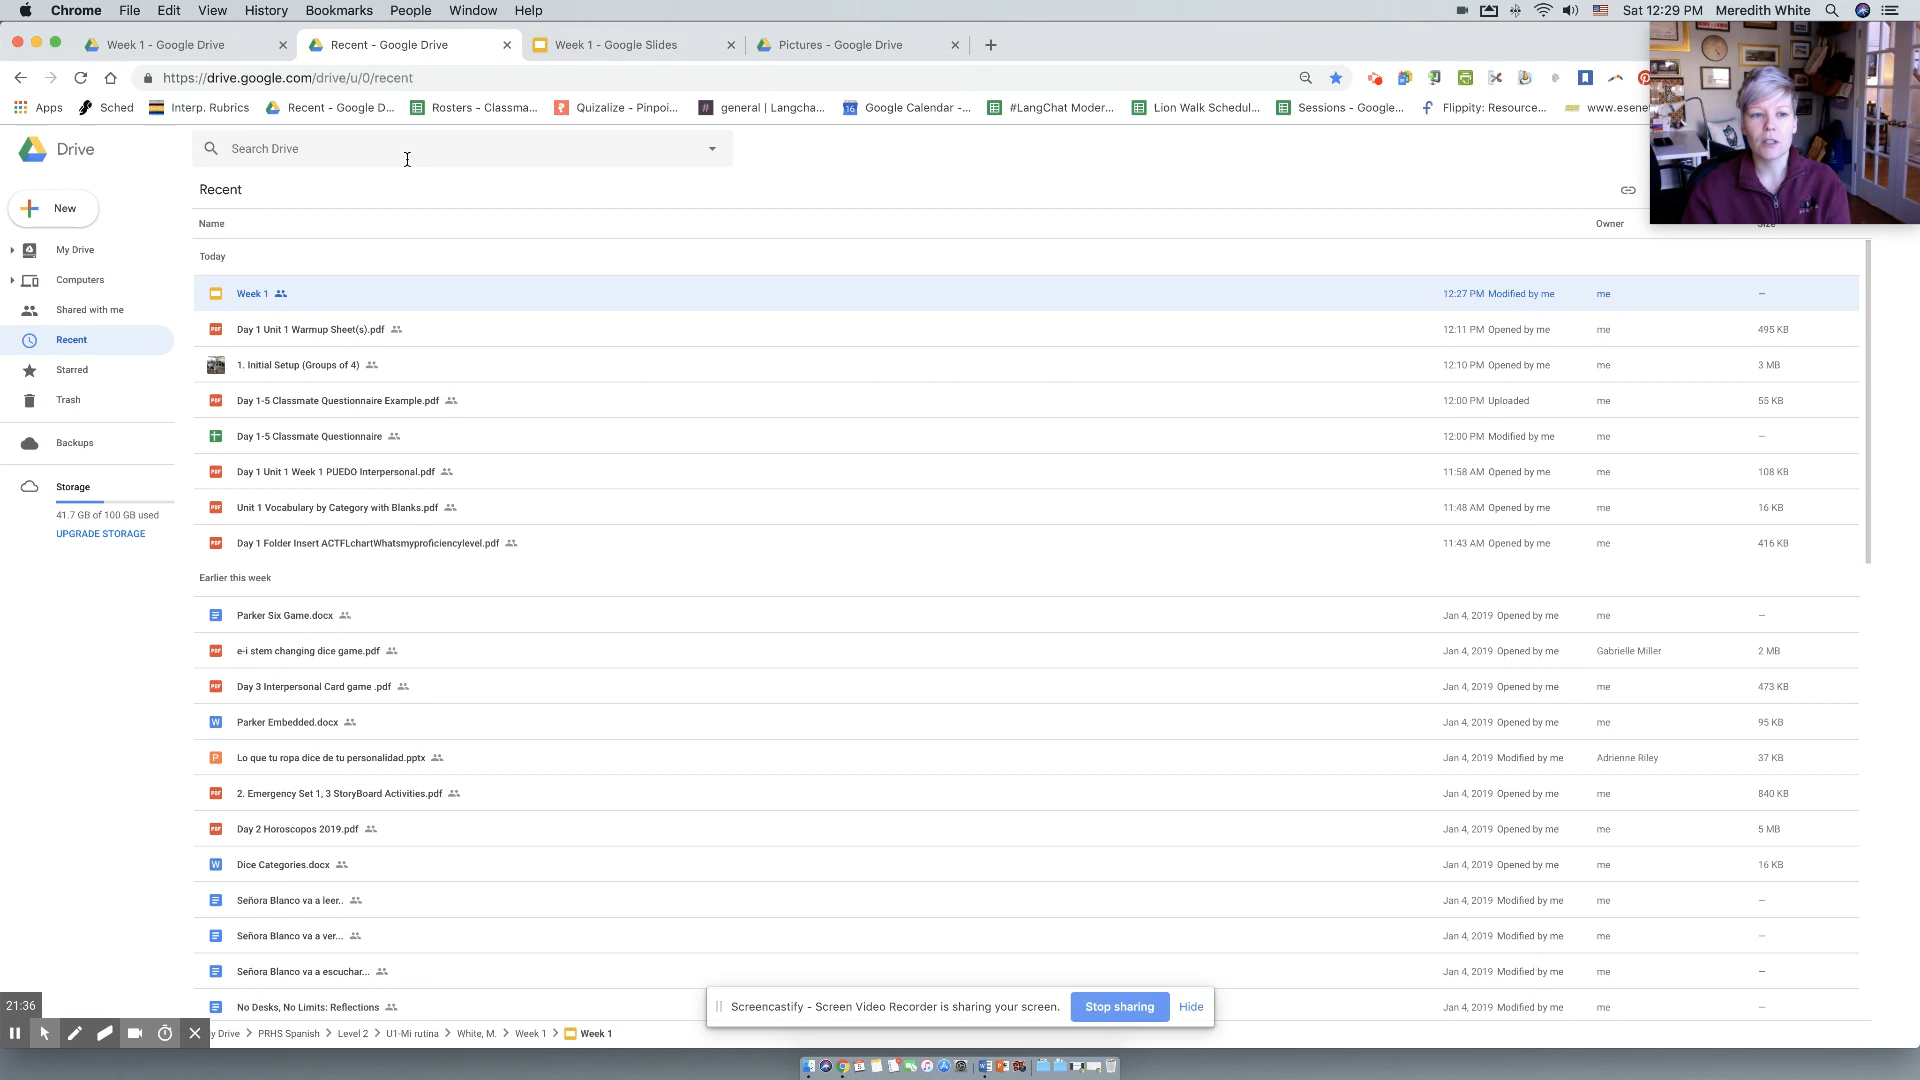 Chrome File Edit View History Bookmarks People Window Help Sat 12:29 PM Meredith White
Week 1 - Google Drive Recent - Google Drive Week 1 - Google Slides Pictures - Google Drive
https://drive.google.com/drive/u/0/recent
Apps Sched Interp. Rubrics Recent - Google D... Rosters - Classma... Quizalize - Pinpoi... general | Langcha... Google Calendar -... #LangChat Moder... Lion Walk Schedul... Sessions - Google... Flippity: Resource... www.esene
Drive Search Drive
Recent
New
Name Owner
My Drive
Computers
Shared with me
Recent
Starred
Trash
Backups
Storage
41.7 GB of 100 GB used
UPGRADE STORAGE
Today
Week 1 12:27 PM Modified by me me –
Day 1 Unit 1 Warmup Sheet(s).pdf 12:11 PM Opened by me me 495 KB
1. Initial Setup (Groups of 4) 12:10 PM Opened by me me 3 MB
Day 1-5 Classmate Questionnaire Example.pdf 12:00 PM Uploaded me 55 KB
Day 1-5 Classmate Questionnaire 12:00 PM Modified by me me –
Day 1 Unit 1 Week 1 PUEDO Interpersonal.pdf 11:58 AM Opened by me me 108 KB
Unit 1 Vocabulary by Category with Blanks.pdf 11:48 AM Opened by me me 16 KB
Day 1 Folder Insert ACTFLchartWhatsmyproficiencylevel.pdf 11:43 AM Opened by me me 416 KB
Earlier this week
Parker Six Game.docx Jan 4, 2019 Opened by me me –
e-i stem changing dice game.pdf Jan 4, 2019 Opened by me Gabrielle Miller 2 MB
Day 3 Interpersonal Card game .pdf Jan 4, 2019 Opened by me me 473 KB
Parker Embedded.docx Jan 4, 2019 Opened by me me 95 KB
Lo que tu ropa dice de tu personalidad.pptx Jan 4, 2019 Modified by me Adrienne Riley 37 KB
2. Emergency Set 1, 3 StoryBoard Activities.pdf Jan 4, 2019 Opened by me me 840 KB
Day 2 Horoscopos 2019.pdf Jan 4, 2019 Opened by me me 5 MB
Dice Categories.docx Jan 4, 2019 Opened by me me 16 KB
Señora Blanco va a leer.. Jan 4, 2019 Modified by me me –
Señora Blanco va a ver... Jan 4, 2019 Modified by me me –
Señora Blanco va a escuchar... Jan 4, 2019 Modified by me me –
No Desks, No Limits: Reflections Jan 4, 2019 Modified by me me –
Screencastify - Screen Video Recorder is sharing your screen. Stop sharing Hide
21:36
y Drive > PRHS Spanish > Level 2 > U1-Mi rutina > White, M. > Week 1 > Week 1